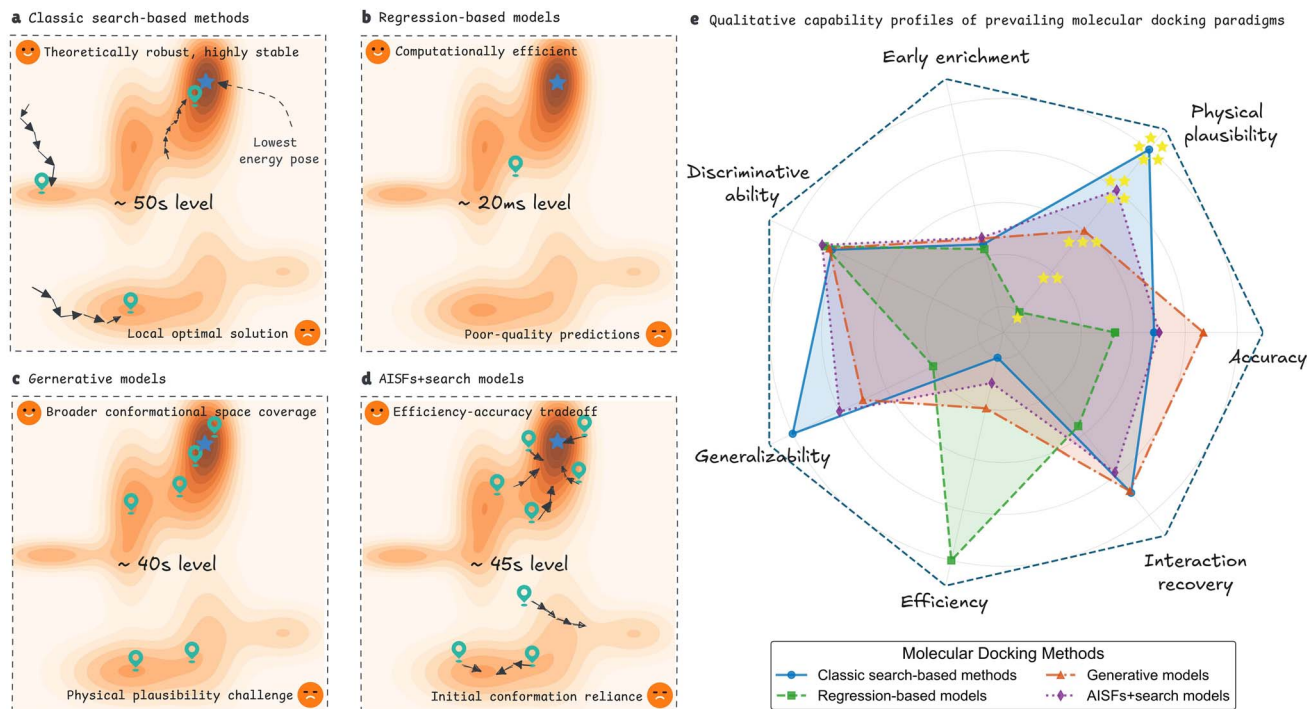 a Classic search-based methods
Theoretically robust, highly stable
Lowest
energy pose
~ 50s level
Local optimal solution
b Regression-based models
Computationally efficient
~ 20ms level
Poor-quality predictions
c Gernerative models
Broader conformational space coverage
~ 40s level
Physical plausibility challenge
d AISFs+search models
Efficiency-accuracy tradeoff
~ 45s level
Initial conformation reliance
e Qualitative capability profiles of prevailing molecular docking paradigms
Early enrichment
Physical
plausibility
Discriminative
ability
Accuracy
Generalizability
Interaction
recovery
Efficiency
Molecular Docking Methods
Classic search-based methods
Generative models
Regression-based models
AISFs+search models